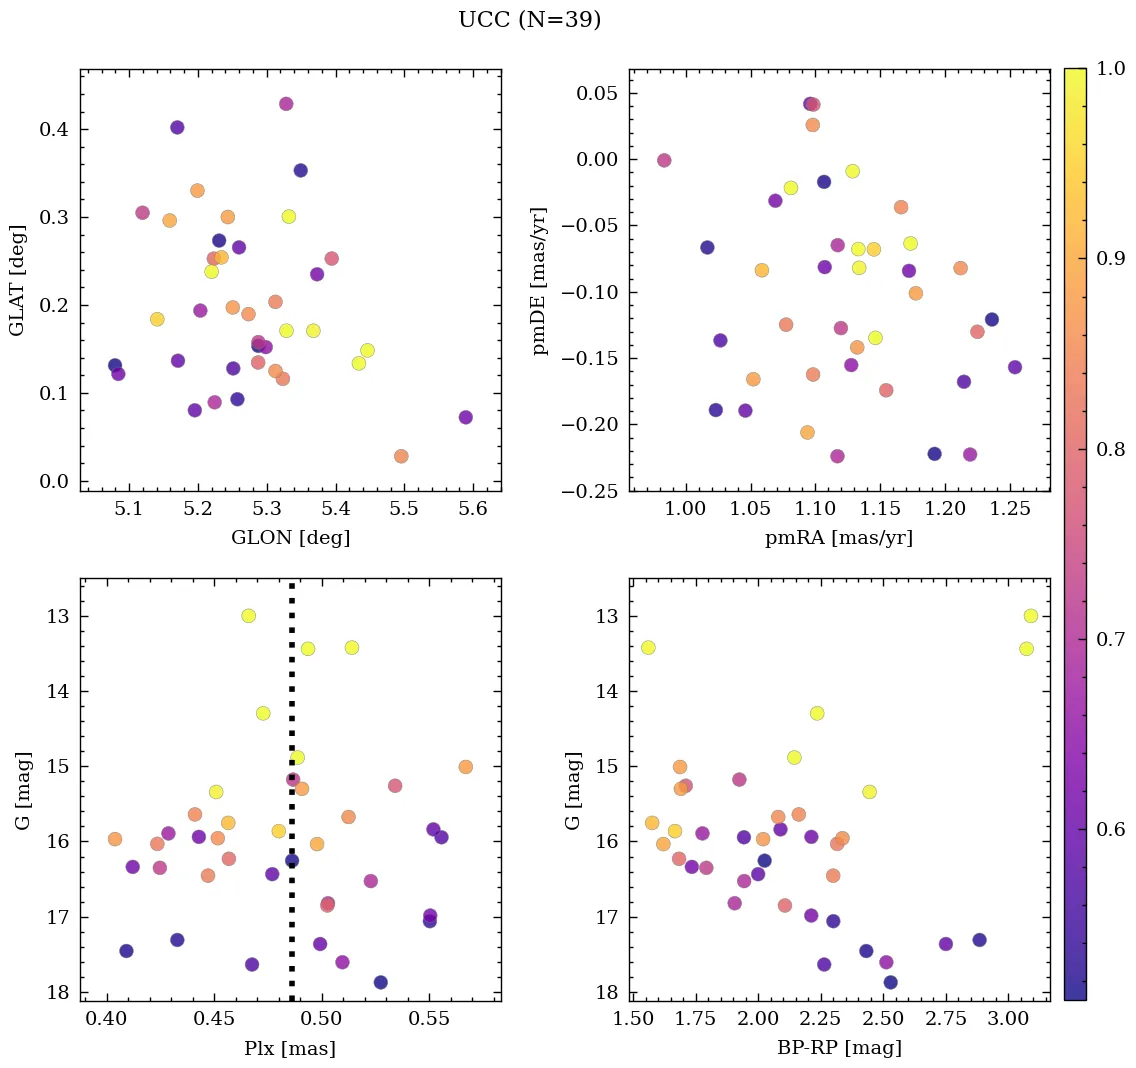 UCC (N=39)
0.4
0.3
0.2
0.1
0.0
GLAT [deg]
5.1 5.2 5.3 5.4 5.5 5.6
GLON [deg]
0.05
0.00
−0.05
−0.10
−0.15
−0.20
−0.25
pmDE [mas/yr]
1.00 1.05 1.10 1.15 1.20 1.25
pmRA [mas/yr]
1.0
0.9
0.8
0.7
0.6
13
14
15
16
17
18
G [mag]
0.40 0.45 0.50 0.55
Plx [mas]
13
14
15
16
17
18
G [mag]
1.50 1.75 2.00 2.25 2.50 2.75 3.00
BP-RP [mag]